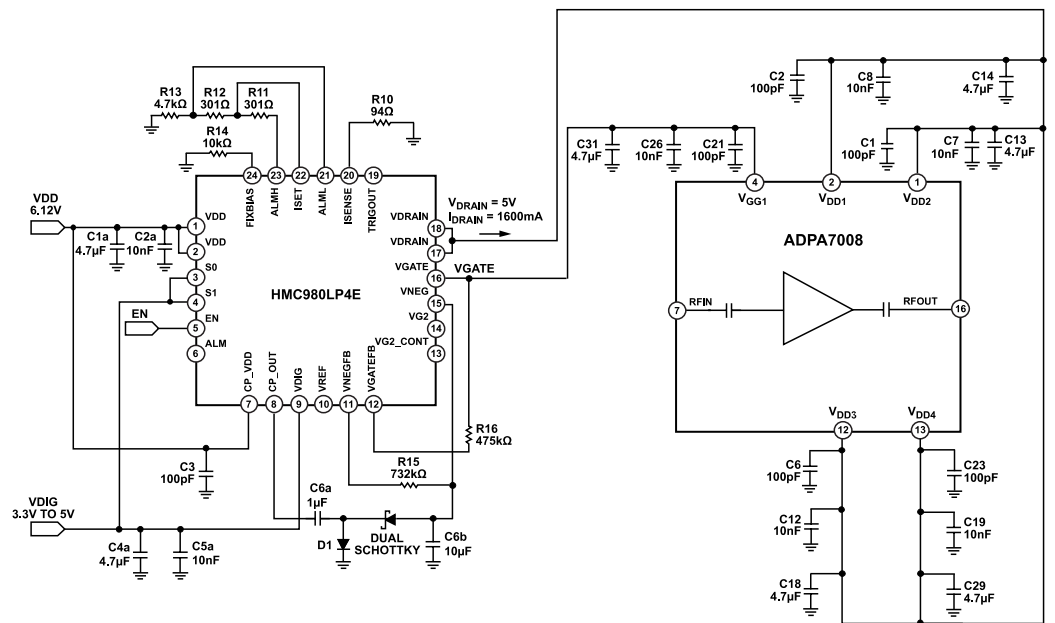 R13
4.7kΩ
R12
301Ω
R11
301Ω
R14
10kΩ
R10
94Ω
24
23
22
21
20
19
FIXBIAS
ALMH
ISET
ALML
ISENSE
TRIGOUT
VDD
6.12V
C1a
4.7µF
C2a
10nF
VDD
1
VDD
2
S0
3
S1
4
EN
EN
5
ALM
6
HMC980LP4E
VDRAIN
18
VDRAIN
17
VGATE
16
VNEG
15
VG2
14
VG2_CONT
13
VDRAIN = 5V
IDRAIN = 1600mA
VGATE
CP_VDD
CP_OUT
VDIG
VREF
VNEGFB
VGATEFB
7
8
9
10
11
12
C3
100pF
R16
475kΩ
R15
732kΩ
C6a
1µF
D1
DUAL
SCHOTTKY
C6b
10µF
VDIG
3.3V TO 5V
C4a
4.7µF
C5a
10nF
C2
100pF
C8
10nF
C14
4.7µF
C31
4.7µF
C26
10nF
C21
100pF
C1
100pF
C7
10nF
C13
4.7µF
4
2
1
VGG1
VDD1
VDD2
ADPA7008
7
RFIN
RFOUT
16
VDD3
VDD4
12
13
C6
100pF
C23
100pF
C12
10nF
C19
10nF
C18
4.7µF
C29
4.7µF